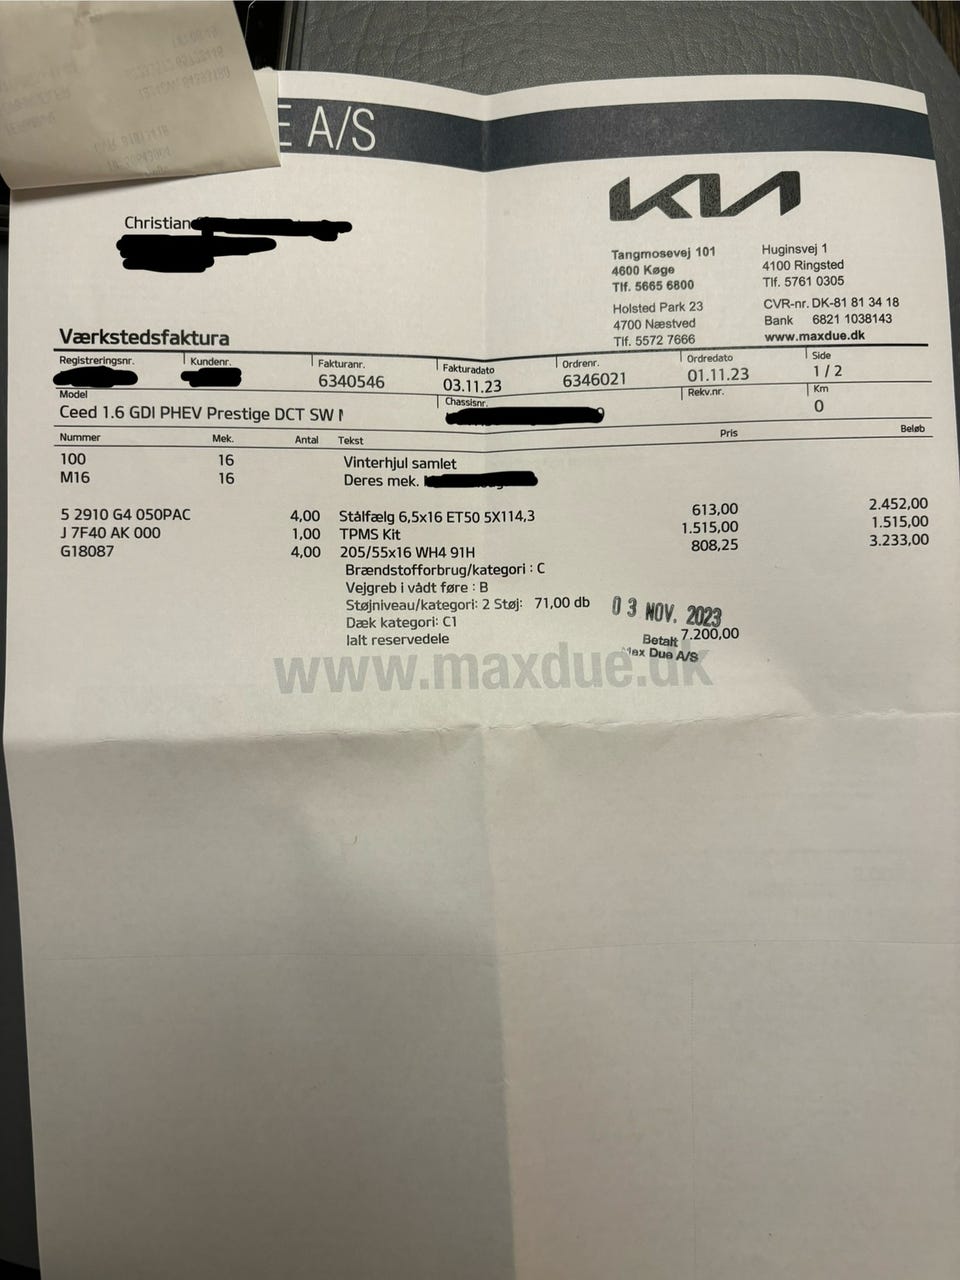 E A/S
KIA
Christian
Tangmosevej 101
4600 Køge
Tlf. 5665 6800
Holsted Park 23
4700 Næstved
Tlf. 5572 7666
Huginsvej 1
4100 Ringsted
Tlf. 5761 0305
CVR-nr. DK-81 81 34 18
Bank 6821 1038143
www.maxdue.dk
Værkstedsfaktura
Registreringsnr. Kundenr. Fakturanr. Fakturadato Ordrenr. Ordredato Side
6340546 03.11.23 6346021 01.11.23 1 / 2
Model Chassisnr. Rekv.nr. Km
Ceed 1.6 GDI PHEV Prestige DCT SW 0
Nummer Mek. Antal Tekst Pris Beløb
100 16 Vinterhjul samlet
M16 16 Deres mek.
5 2910 G4 050PAC 4,00 Stålfælg 6,5x16 ET50 5X114,3 613,00 2.452,00
J 7F40 AK 000 1,00 TPMS Kit 1.515,00 1.515,00
G18087 4,00 205/55x16 WH4 91H 808,25 3.233,00
Brændstofforbrug/kategori : C
Vejgreb i vådt føre : B
Støjniveau/kategori: 2 Støj: 71,00 db
Dæk kategori: C1
Ialt reservedele 7.200,00
03 NOV. 2023
Betalt
Max Due A/S
www.maxdue.dk